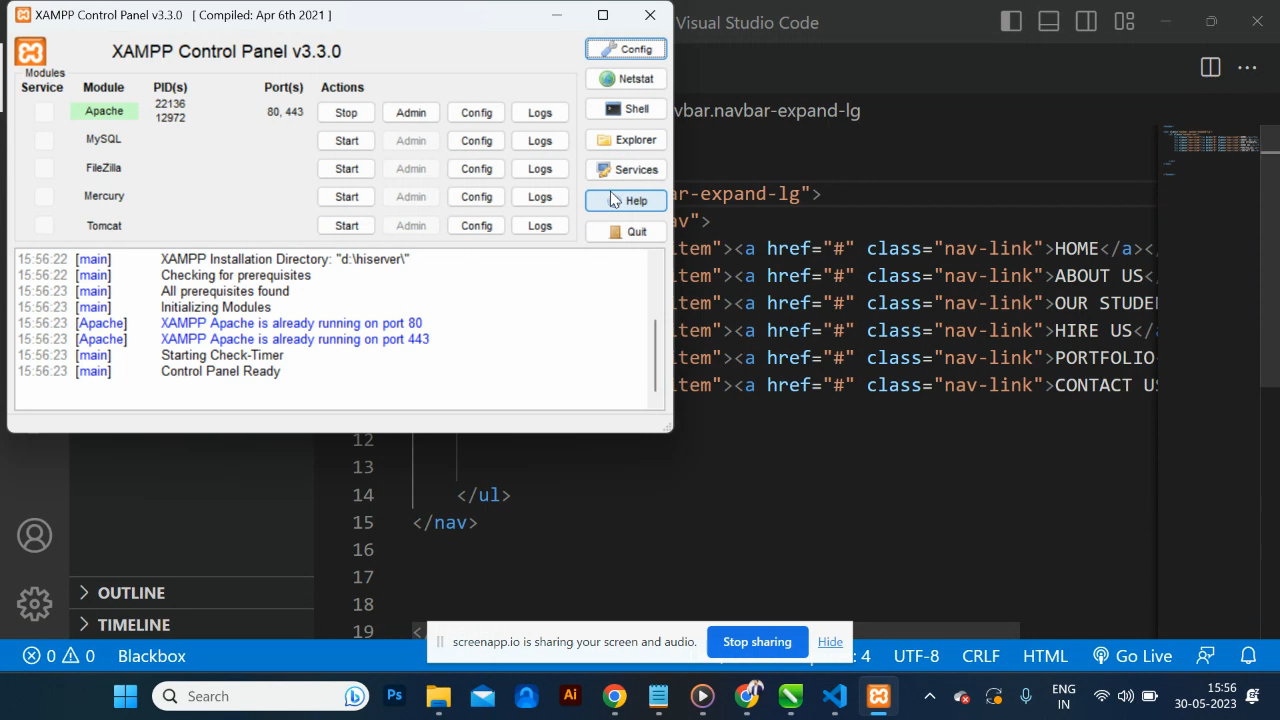 XAMPP Control Panel v3.3.0 [ Compiled: Apr 6th 2021 ]
Visual Studio Code
XAMPP Control Panel v3.3.0
Config
Modules
Service Module PID(s) Port(s) Actions
Netstat
Apache 22136 12972 80, 443 Stop Admin Config Logs
Shell
MySQL Start Admin Config Logs
Explorer
FileZilla Start Admin Config Logs
Services
Mercury Start Admin Config Logs
Help
Tomcat Start Admin Config Logs
Quit
15:56:22 [main] XAMPP Installation Directory: "d:\hiserver\"
15:56:22 [main] Checking for prerequisites
15:56:23 [main] All prerequisites found
15:56:23 [main] Initializing Modules
15:56:23 [Apache] XAMPP Apache is already running on port 80
15:56:23 [Apache] XAMPP Apache is already running on port 443
15:56:23 [main] Starting Check-Timer
15:56:23 [main] Control Panel Ready
vbar.navbar-expand-lg
ar-expand-lg">
av">
item"><a href="#" class="nav-link">HOME</a><
item"><a href="#" class="nav-link">ABOUT US<
item"><a href="#" class="nav-link">OUR STUDE
item"><a href="#" class="nav-link">HIRE US</a
item"><a href="#" class="nav-link">PORTFOLIO
item"><a href="#" class="nav-link">CONTACT US
12
13
14 </ul>
15 </nav>
16
17
18
19 </
OUTLINE
TIMELINE
screenapp.io is sharing your screen and audio. Stop sharing Hide
0 0 Blackbox : 4 UTF-8 CRLF HTML Go Live
Search
Ps
Ai
ENG
IN
15:56
30-05-2023